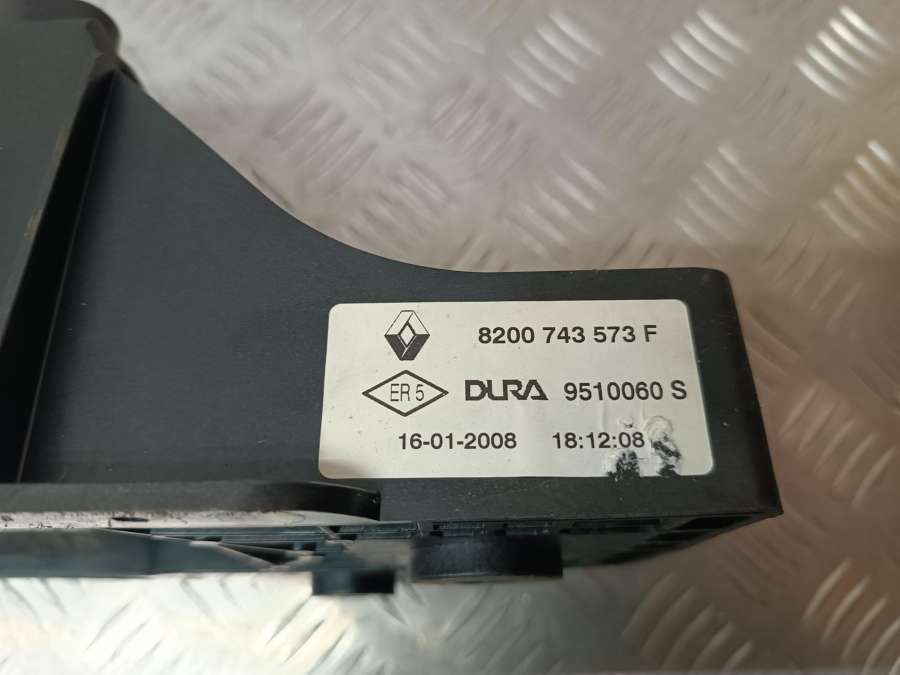 8200 743 573 F
ER 5 DURA 9510060 S
16-01-2008 18:12:08